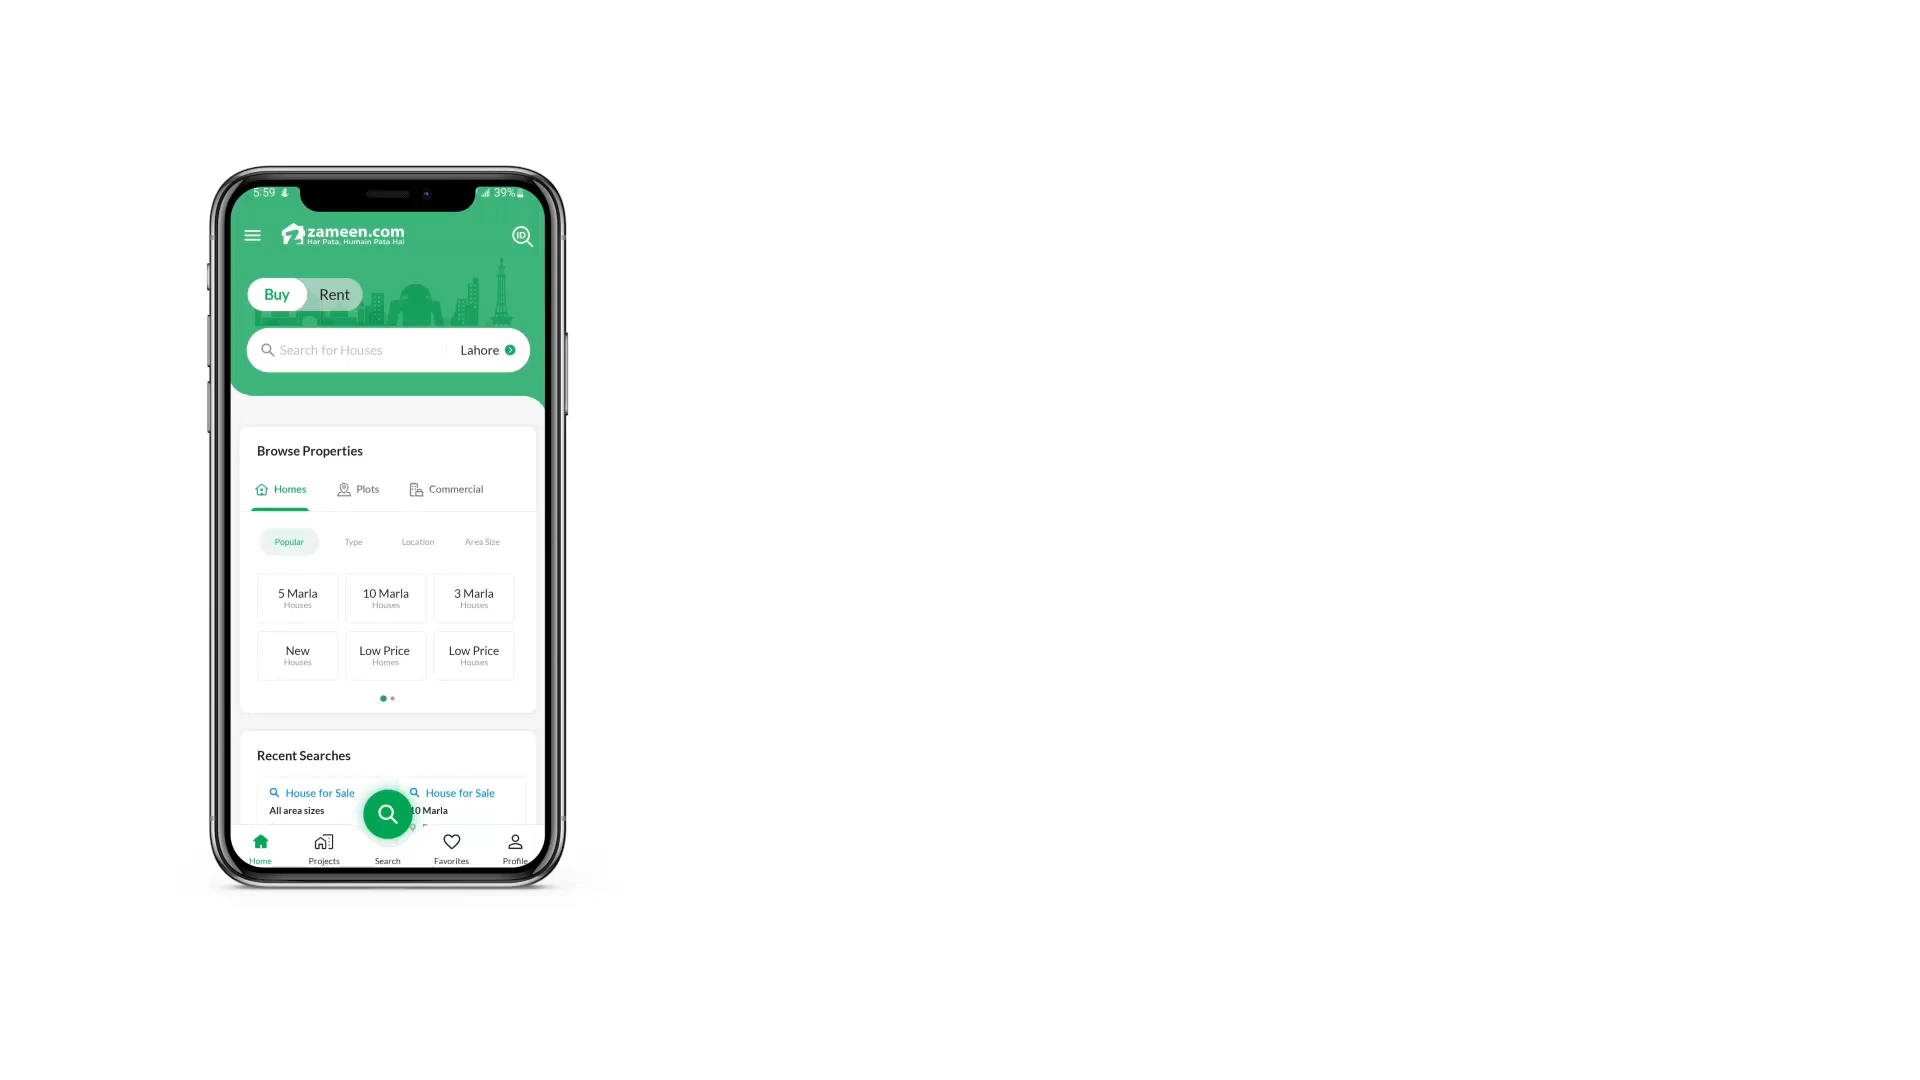 5:59
39%
zameen.com
Har Pata, Humain Pata Hai
ID
Buy Rent
Search for Houses Lahore
Browse Properties
Homes Plots Commercial
Popular Type Location Area Size
5 Marla 10 Marla 3 Marla
Houses Houses Houses
New Low Price Low Price
Houses Homes Houses
Recent Searches
House for Sale House for Sale
All area sizes 10 Marla
Home Projects Search Favorites Profile